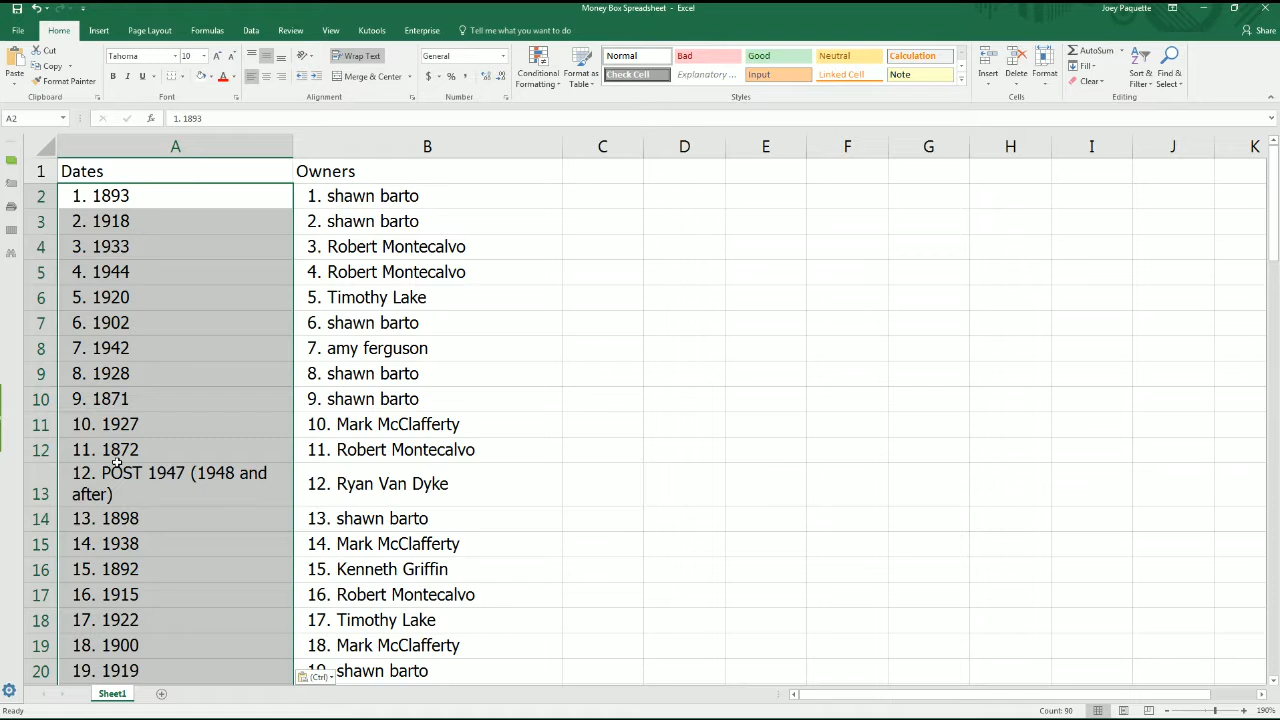 Money Box Spreadsheet - Excel
Joey Paquette
File Home Insert Page Layout Formulas Data Review View Kutools Enterprise Tell me what you want to do... Share
Paste Cut Copy Format Painter Clipboard
Tahoma 10 B I U A Font
Wrap Text Merge & Center Alignment
General $ % , Number
Conditional Formatting Format as Table
Normal Bad Good Neutral Calculation
Check Cell Explanatory ... Input Linked Cell Note
Styles
Insert Delete Format Cells
AutoSum Fill Clear Sort & Filter Find & Select Editing
A2 fx 1. 1893
A B C D E F G H I J K
1 Dates Owners
2 1. 1893 1. shawn barto
3 2. 1918 2. shawn barto
4 3. 1933 3. Robert Montecalvo
5 4. 1944 4. Robert Montecalvo
6 5. 1920 5. Timothy Lake
7 6. 1902 6. shawn barto
8 7. 1942 7. amy ferguson
9 8. 1928 8. shawn barto
10 9. 1871 9. shawn barto
11 10. 1927 10. Mark McClafferty
12 11. 1872 11. Robert Montecalvo
13 12. POST 1947 (1948 and
after) 12. Ryan Van Dyke
14 13. 1898 13. shawn barto
15 14. 1938 14. Mark McClafferty
16 15. 1892 15. Kenneth Griffin
17 16. 1915 16. Robert Montecalvo
18 17. 1922 17. Timothy Lake
19 18. 1900 18. Mark McClafferty
20 19. 1919 19. shawn barto
(Ctrl)
Sheet1
Ready Count: 90 190%